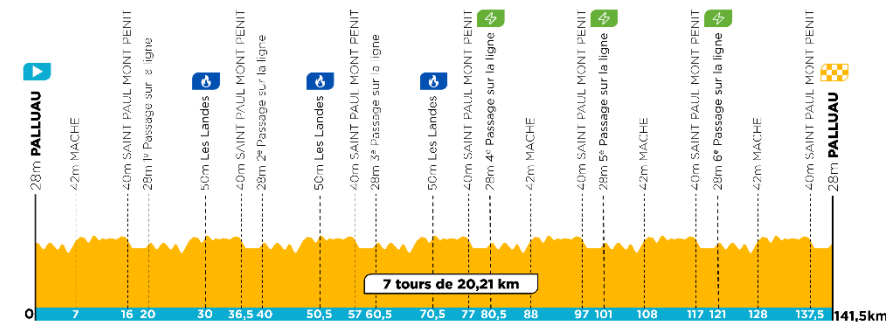 28m PALLUAU
42m MACHE
40m SAINT PAUL MONT PENIT
28m 1e Passage sur la ligne
50m Les Landes
40m SAINT PAUL MONT PENIT
28m 2e Passage sur la ligne
50m Les Landes
40m SAINT PAUL MONT PENIT
28m 3e Passage sur la ligne
50m Les Landes
40m SAINT PAUL MONT PENIT
28m 4e Passage sur la ligne
42m MACHE
40m SAINT PAUL MONT PENIT
28m 5e Passage sur la ligne
42m MACHE
40m SAINT PAUL MONT PENIT
28m 6e Passage sur la ligne
42m MACHE
40m SAINT PAUL MONT PENIT
28m PALLUAU
7 tours de 20,21 km
0 7 16 20 30 36,5 40 50,5 57 60,5 70,5 77 80,5 88 97 101 108 117 121 128 137,5 141,5km